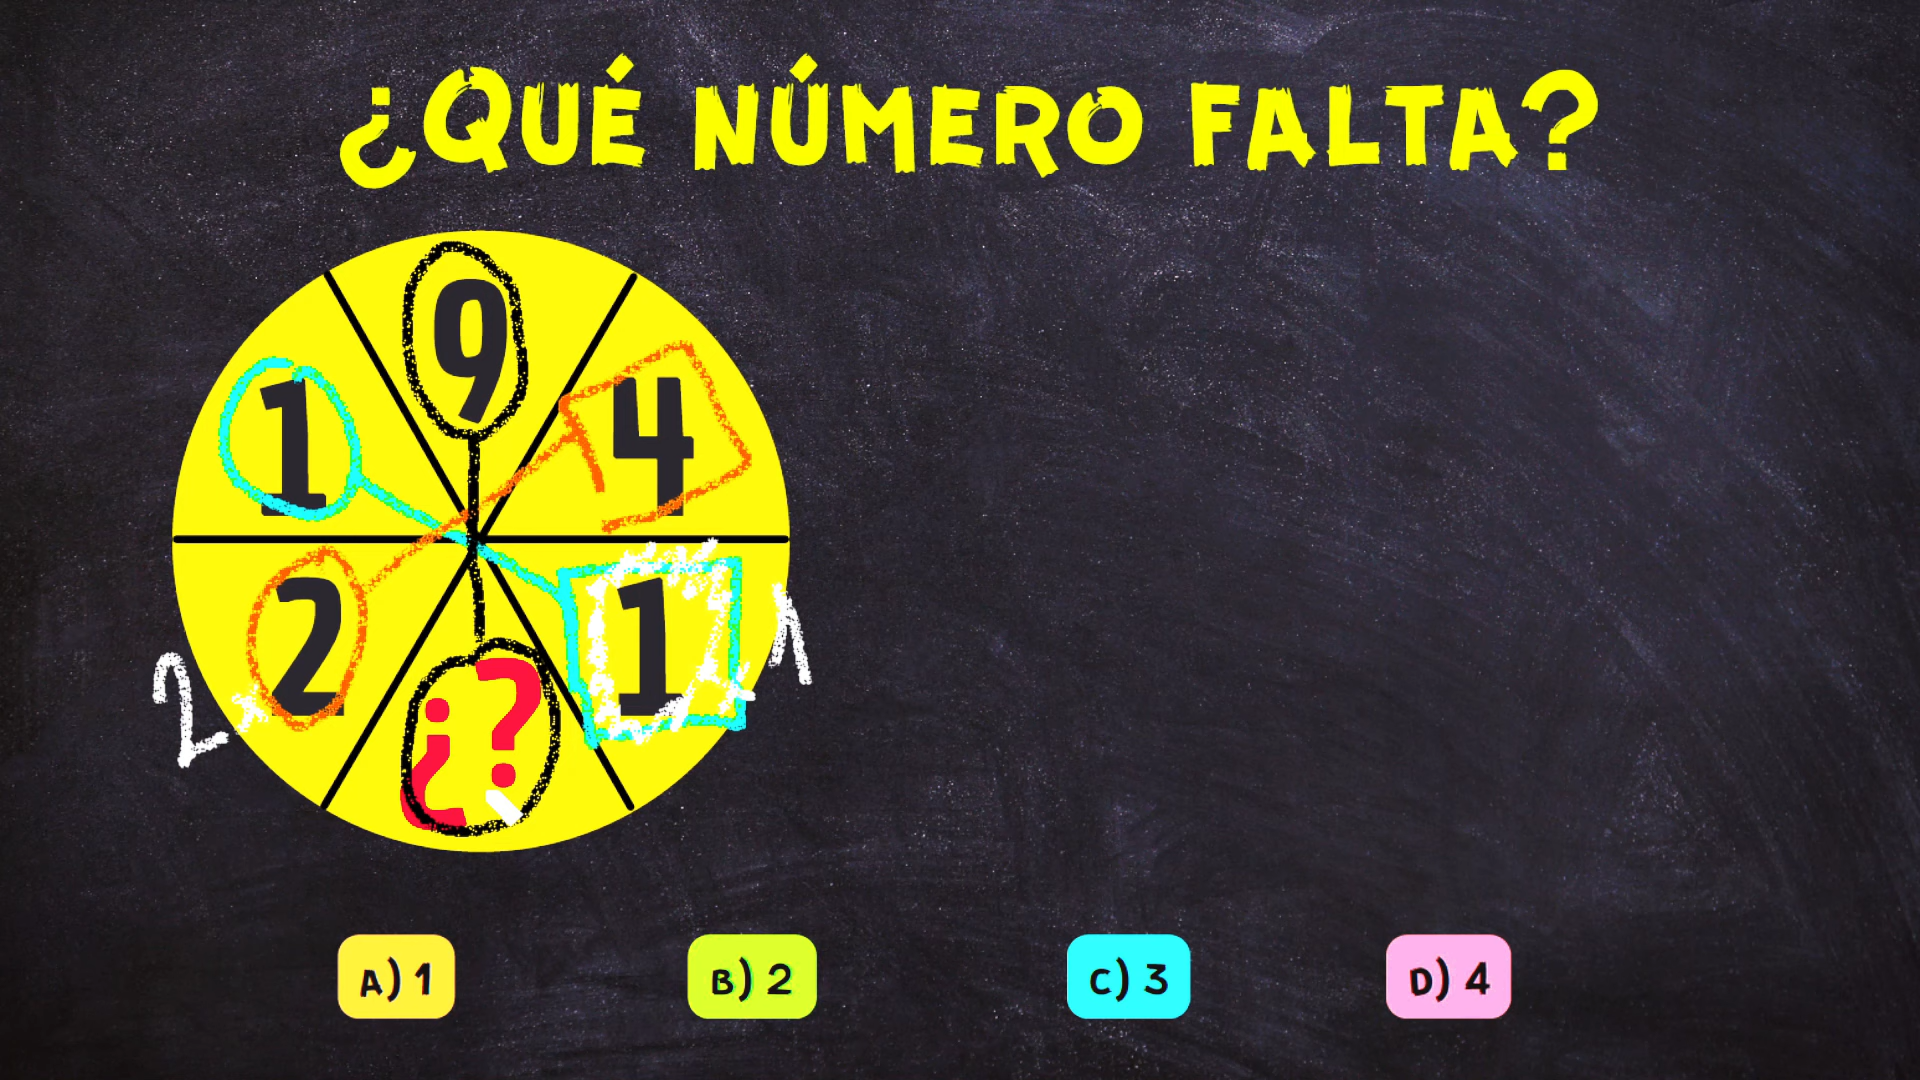 ¿QUÉ NÚMERO FALTA?
9
1 4
2 1
2 × × 1
¿?
A) 1 B) 2 C) 3 D) 4